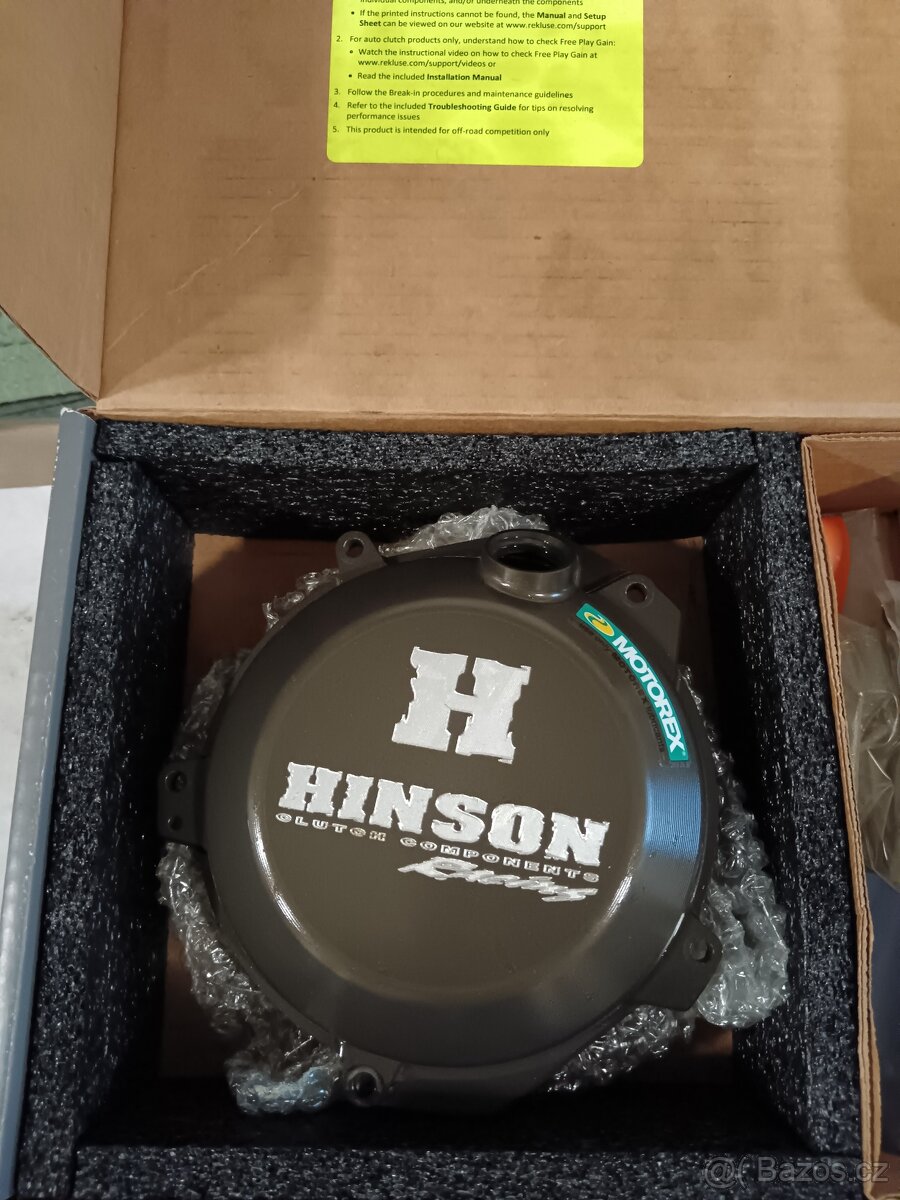 individual components, and/or underneath the components
• If the printed instructions cannot be found, the Manual and Setup
Sheet can be viewed on our website at www.rekluse.com/support
2. For auto clutch products only, understand how to check Free Play Gain:
• Watch the instructional video on how to check Free Play Gain at
www.rekluse.com/support/videos or
• Read the included Installation Manual
3. Follow the Break-in procedures and maintenance guidelines
4. Refer to the included Troubleshooting Guide for tips on resolving
performance issues
5. This product is intended for off-road competition only
MOTOREX
H
HINSON
CLUTCH COMPONENTS
Racing
@( Bazos.cz